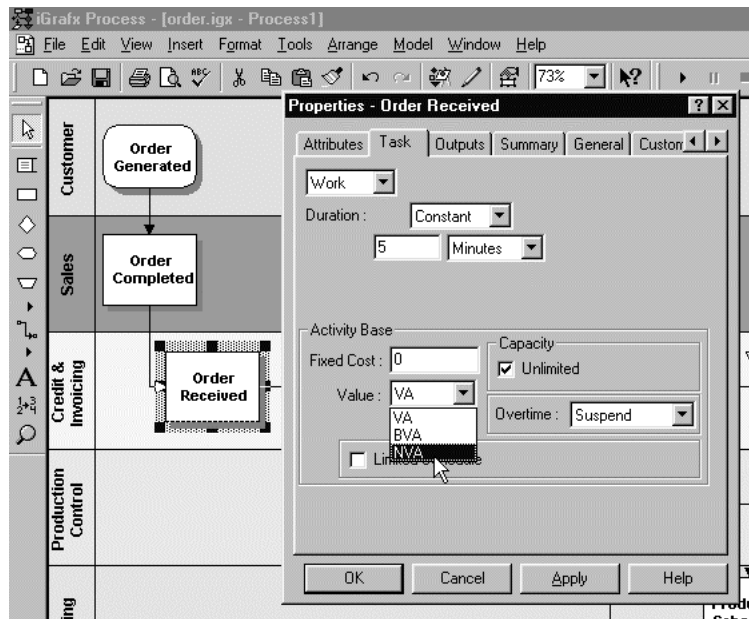 iGrafx Process - [order.igx - Process1]
File Edit View Insert Format Tools Arrange Model Window Help
ABC
73%
Customer
Order
Generated
Sales
Order
Completed
Credit &
Invoicing
Order
Received
Production
Control
A
Properties - Order Received
Attributes Task Outputs Summary General Custom
Work
Duration : Constant
5 Minutes
Activity Base
Fixed Cost : 0
Value : VA
VA
BVA
NVA
Capacity
Unlimited
Overtime : Suspend
OK Cancel Apply Help